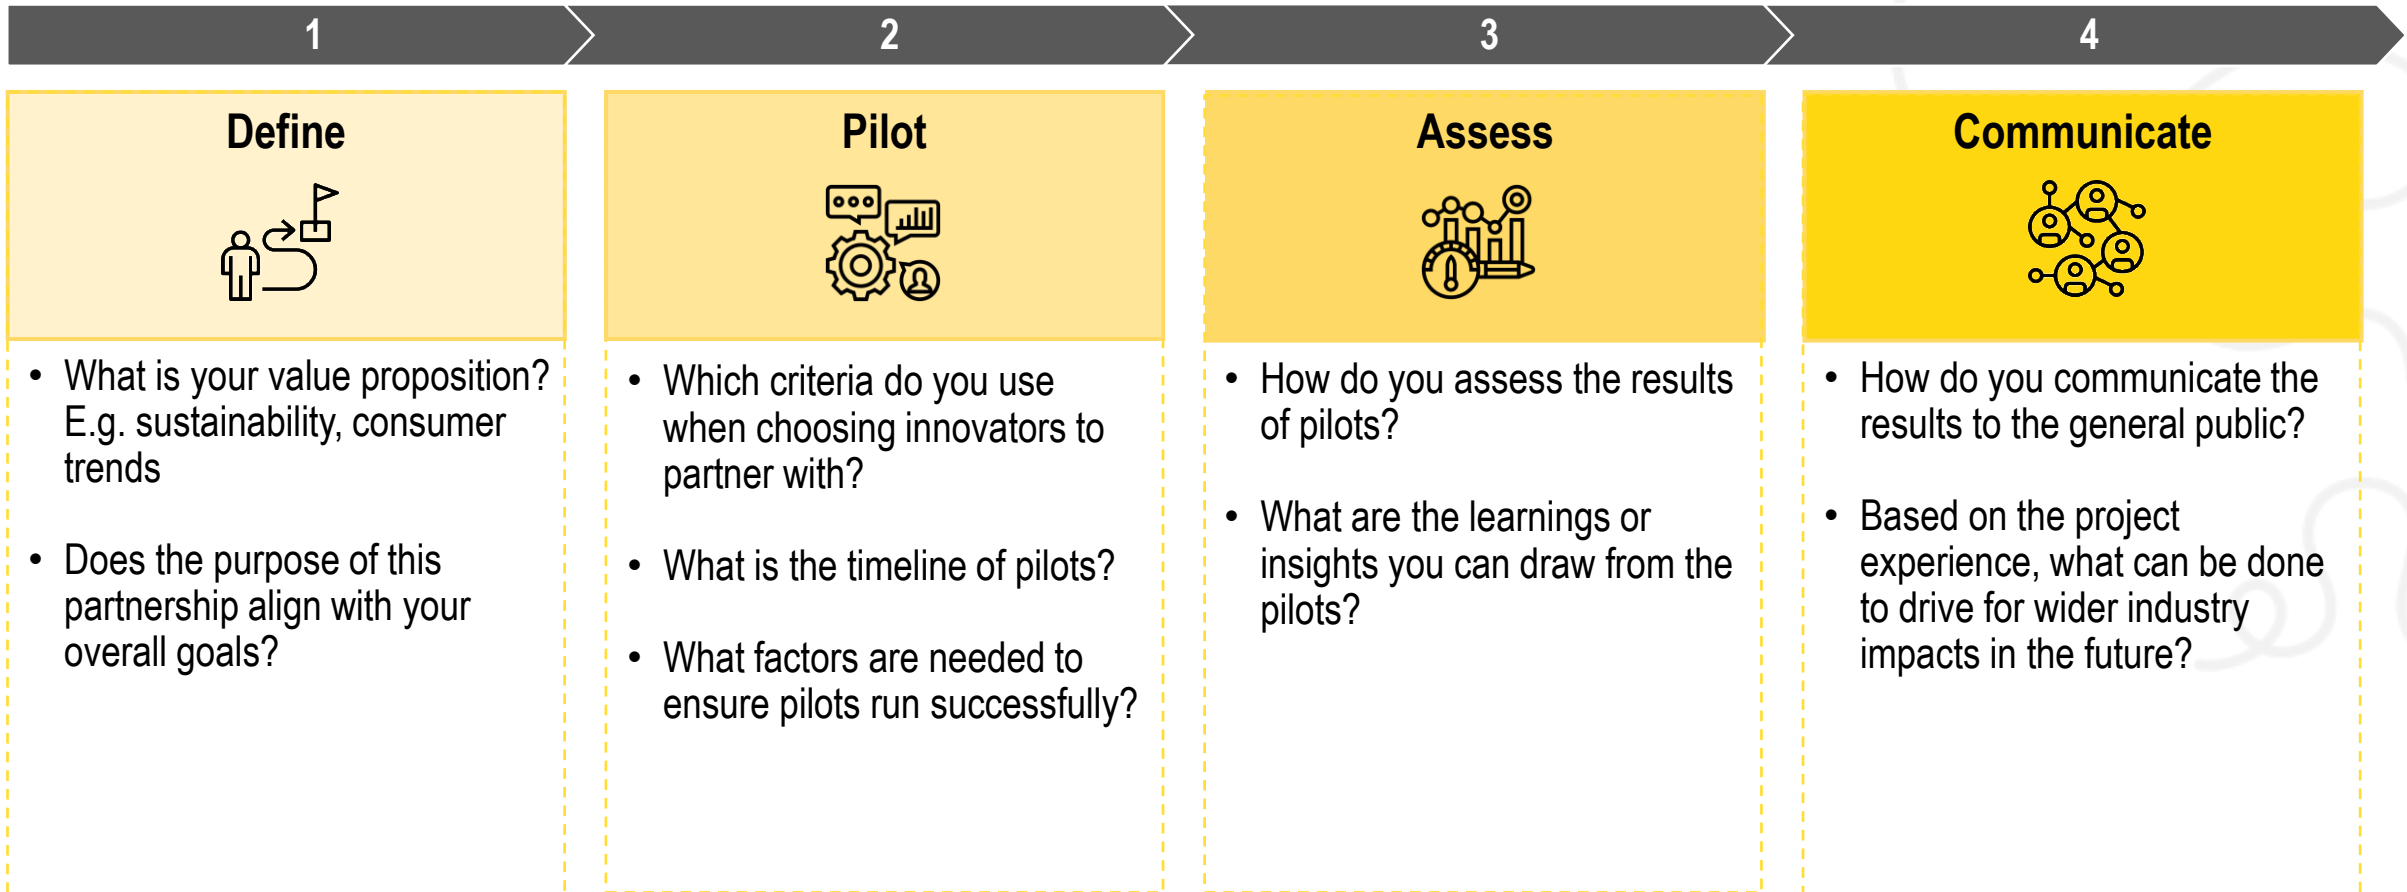 1
2
3
4
Define
• What is your value proposition?
E.g. sustainability, consumer
trends
• Does the purpose of this
partnership align with your
overall goals?
Pilot
• Which criteria do you use
when choosing innovators to
partner with?
• What is the timeline of pilots?
• What factors are needed to
ensure pilots run successfully?
Assess
• How do you assess the results
of pilots?
• What are the learnings or
insights you can draw from the
pilots?
Communicate
• How do you communicate the
results to the general public?
• Based on the project
experience, what can be done
to drive for wider industry
impacts in the future?